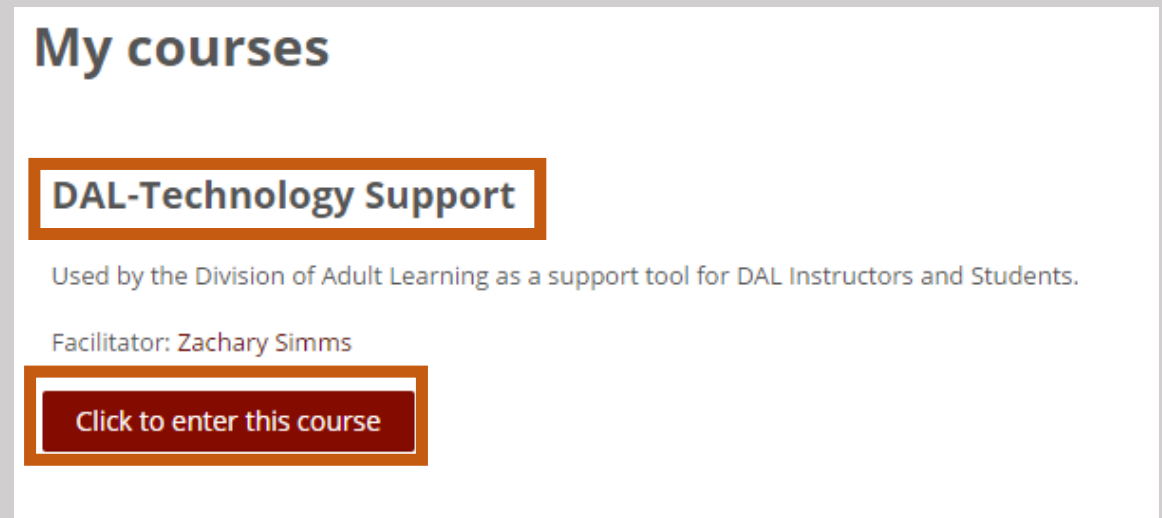 My courses
DAL-Technology Support
Used by the Division of Adult Learning as a support tool for DAL Instructors and Students.
Facilitator: Zachary Simms
Click to enter this course